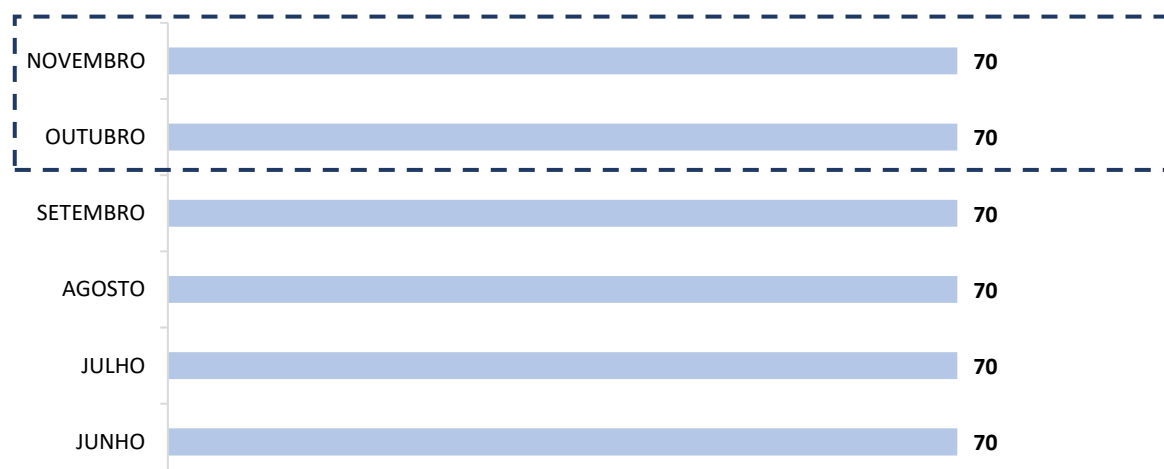 NOVEMBRO 70
OUTUBRO 70
SETEMBRO 70
AGOSTO 70
JULHO 70
JUNHO 70